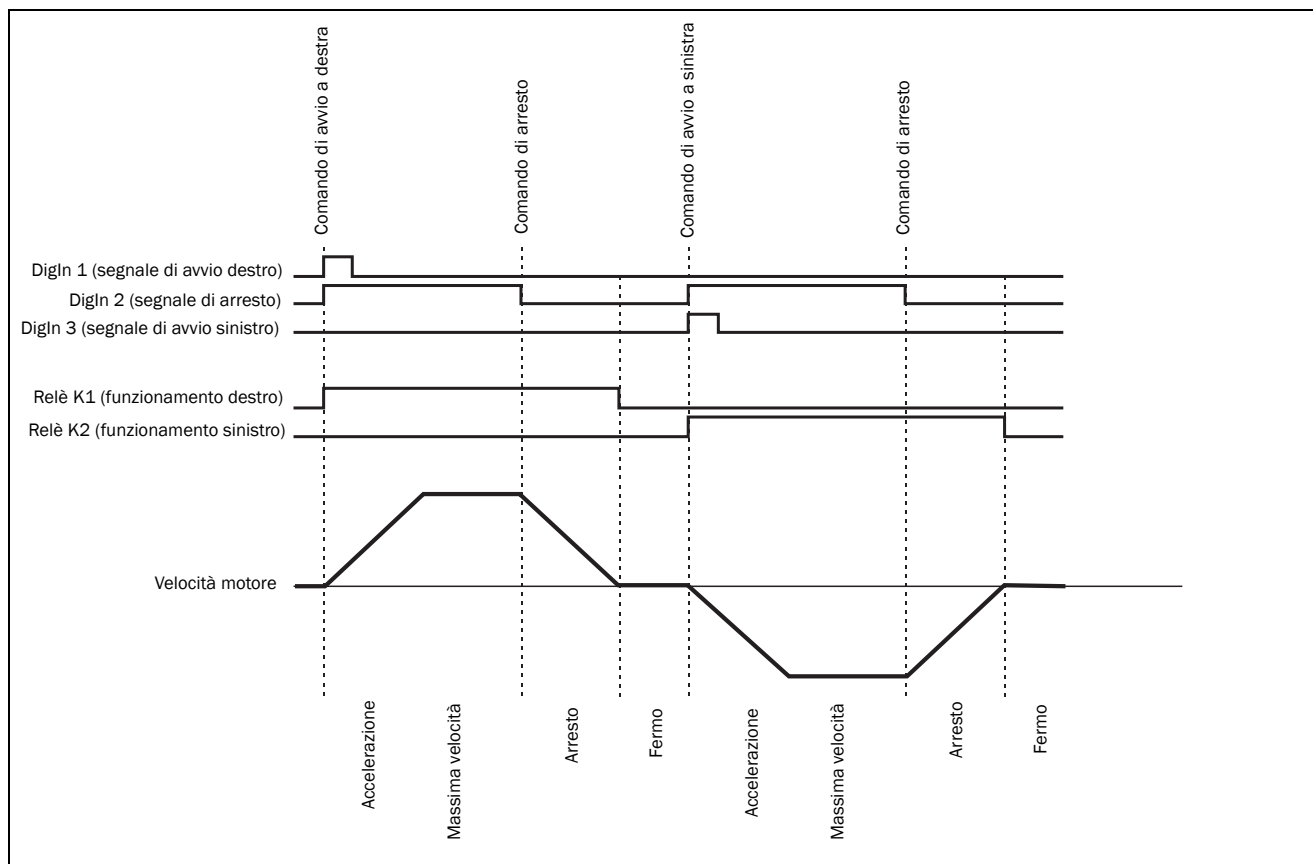 Comando di avvio a destra
Comando di arresto
Comando di avvio a sinistra
Comando di arresto
DigIn 1 (segnale di avvio destro)
DigIn 2 (segnale di arresto)
DigIn 3 (segnale di avvio sinistro)
Relè K1 (funzionamento destro)
Relè K2 (funzionamento sinistro)
Velocità motore
Accelerazione
Massima velocità
Arresto
Fermo
Accelerazione
Massima velocità
Arresto
Fermo